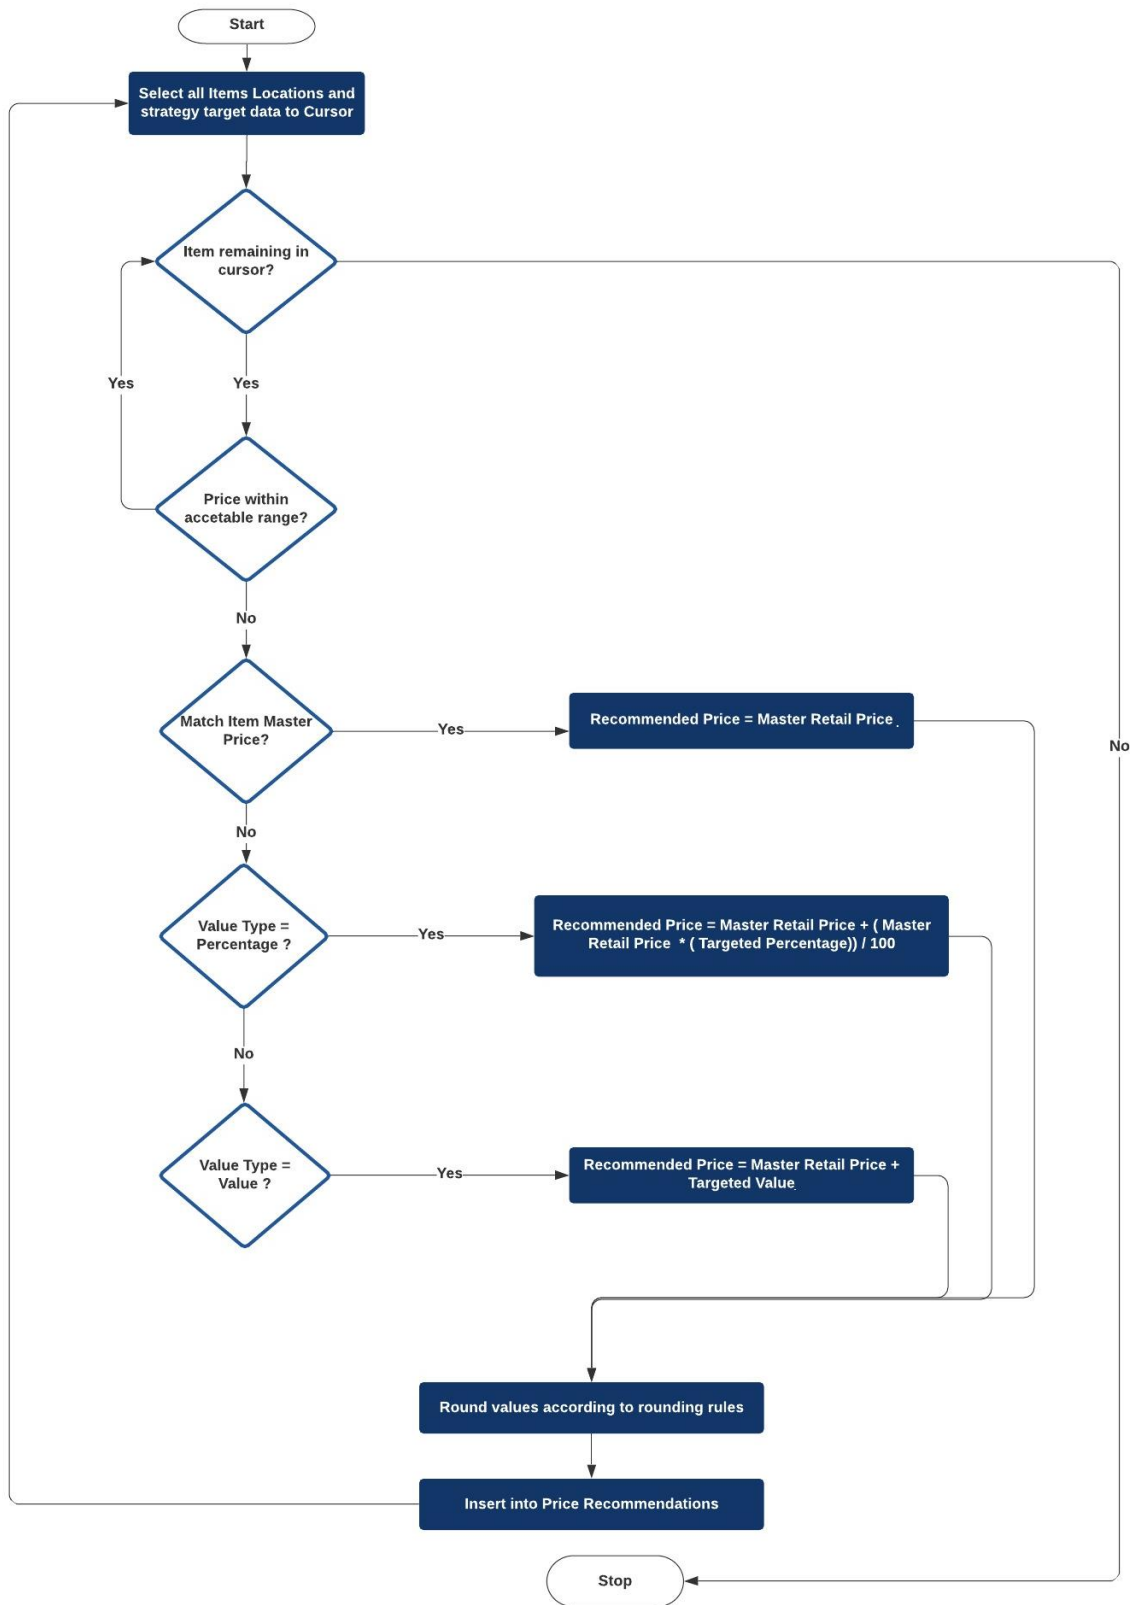 Start
Select all Items Locations and
strategy target data to Cursor
Item remaining in
cursor?
Yes
Yes
Price within
accetable range?
No
Match Item Master
Price?
Yes
Recommended Price = Master Retail Price .
No
No
Value Type =
Percentage ?
Yes
Recommended Price = Master Retail Price + ( Master
Retail Price * ( Targeted Percentage)) / 100
No
Value Type =
Value ?
Yes
Recommended Price = Master Retail Price +
Targeted Value.
Round values according to rounding rules
Insert into Price Recommendations
Stop